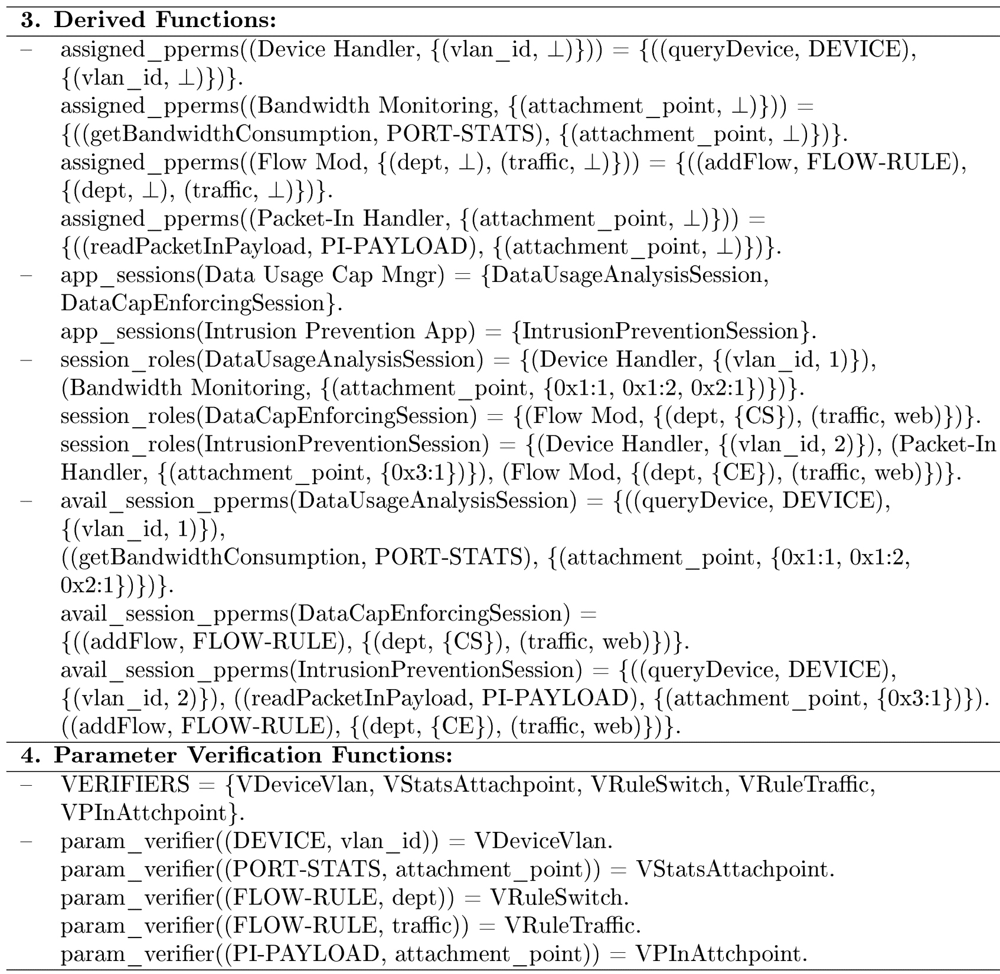 3. Derived Functions:
– assigned_pperms((Device Handler, {(vlan_id, ⊥)})) = {((queryDevice, DEVICE),
{(vlan_id, ⊥)})}.
assigned_pperms((Bandwidth Monitoring, {(attachment_point, ⊥)})) =
{((getBandwidthConsumption, PORT-STATS), {(attachment_point, ⊥)})}.
assigned_pperms((Flow Mod, {(dept, ⊥), (traffic, ⊥)})) = {((addFlow, FLOW-RULE),
{(dept, ⊥), (traffic, ⊥)})}.
assigned_pperms((Packet-In Handler, {(attachment_point, ⊥)})) =
{((readPacketInPayload, PI-PAYLOAD), {(attachment_point, ⊥)})}.
– app_sessions(Data Usage Cap Mngr) = {DataUsageAnalysisSession,
DataCapEnforcingSession}.
app_sessions(Intrusion Prevention App) = {IntrusionPreventionSession}.
– session_roles(DataUsageAnalysisSession) = {(Device Handler, {(vlan_id, 1)}),
(Bandwidth Monitoring, {(attachment_point, {0x1:1, 0x1:2, 0x2:1})})}.
session_roles(DataCapEnforcingSession) = {(Flow Mod, {(dept, {CS}), (traffic, web)})}.
session_roles(IntrusionPreventionSession) = {(Device Handler, {(vlan_id, 2)}), (Packet-In
Handler, {(attachment_point, {0x3:1})}), (Flow Mod, {(dept, {CE}), (traffic, web)})}.
– avail_session_pperms(DataUsageAnalysisSession) = {((queryDevice, DEVICE),
{(vlan_id, 1)}),
((getBandwidthConsumption, PORT-STATS), {(attachment_point, {0x1:1, 0x1:2,
0x2:1})})}.
avail_session_pperms(DataCapEnforcingSession) =
{((addFlow, FLOW-RULE), {(dept, {CS}), (traffic, web)})}.
avail_session_pperms(IntrusionPreventionSession) = {((queryDevice, DEVICE),
{(vlan_id, 2)}), ((readPacketInPayload, PI-PAYLOAD), {(attachment_point, {0x3:1})}).
((addFlow, FLOW-RULE), {(dept, {CE}), (traffic, web)})}.
4. Parameter Verification Functions:
– VERIFIERS = {VDeviceVlan, VStatsAttachpoint, VRuleSwitch, VRuleTraffic,
VPInAttchpoint}.
– param_verifier((DEVICE, vlan_id)) = VDeviceVlan.
param_verifier((PORT-STATS, attachment_point)) = VStatsAttachpoint.
param_verifier((FLOW-RULE, dept)) = VRuleSwitch.
param_verifier((FLOW-RULE, traffic)) = VRuleTraffic.
param_verifier((PI-PAYLOAD, attachment_point)) = VPInAttchpoint.